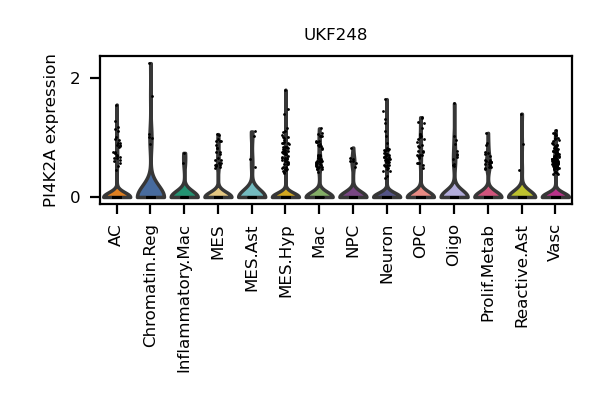 UKF248
PI4K2A expression
2
0
AC
Chromatin.Reg
Inflammatory.Mac
MES
MES.Ast
MES.Hyp
Mac
NPC
Neuron
OPC
Oligo
Prolif.Metab
Reactive.Ast
Vasc